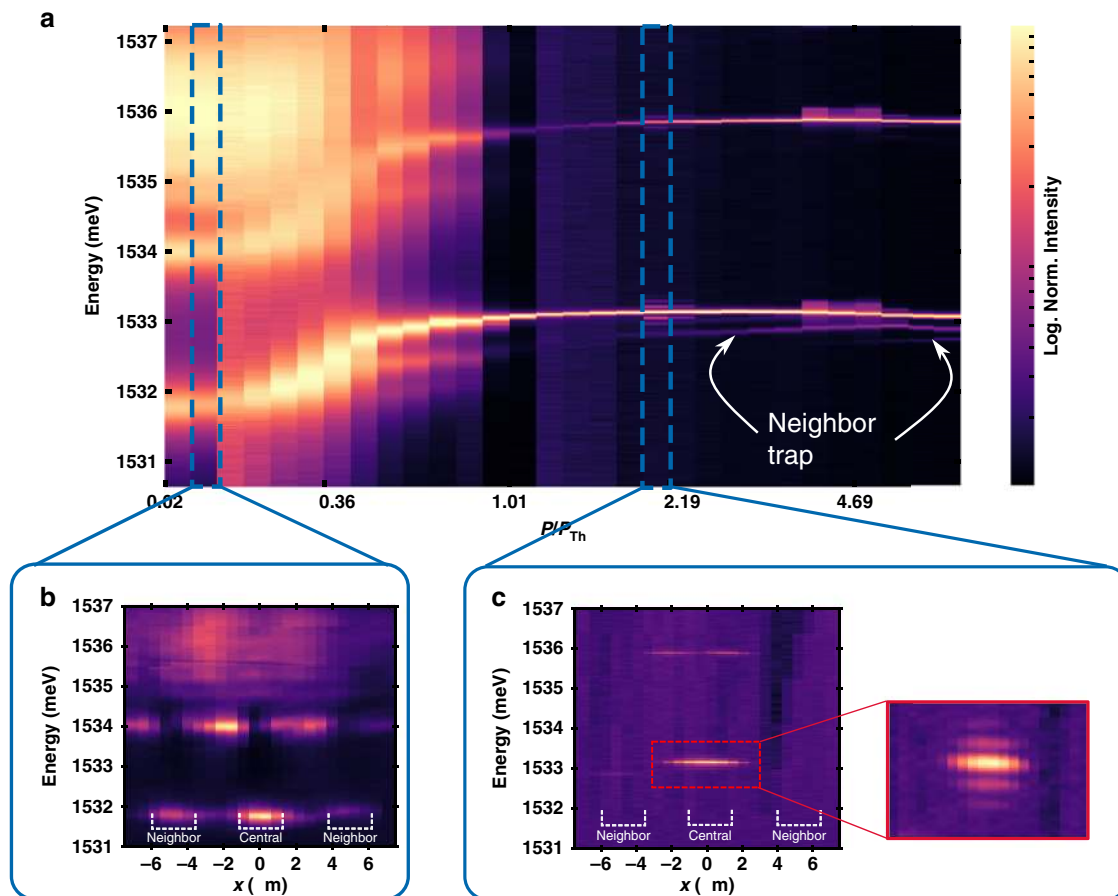 a
1537
1536
1535
1534
1533
1532
1531
Energy (meV)
Log. Norm. Intensity
Neighbor
trap
0.02
0.36
1.01
2.19
4.69
P/P_Th
b
1537
1536
1535
1534
1533
1532
1531
Energy (meV)
Neighbor
Central
Neighbor
–6
–4
–2
0
2
4
6
x ( m)
c
1537
1536
1535
1534
1533
1532
1531
Energy (meV)
Neighbor
Central
Neighbor
–6
–4
–2
0
2
4
6
x ( m)